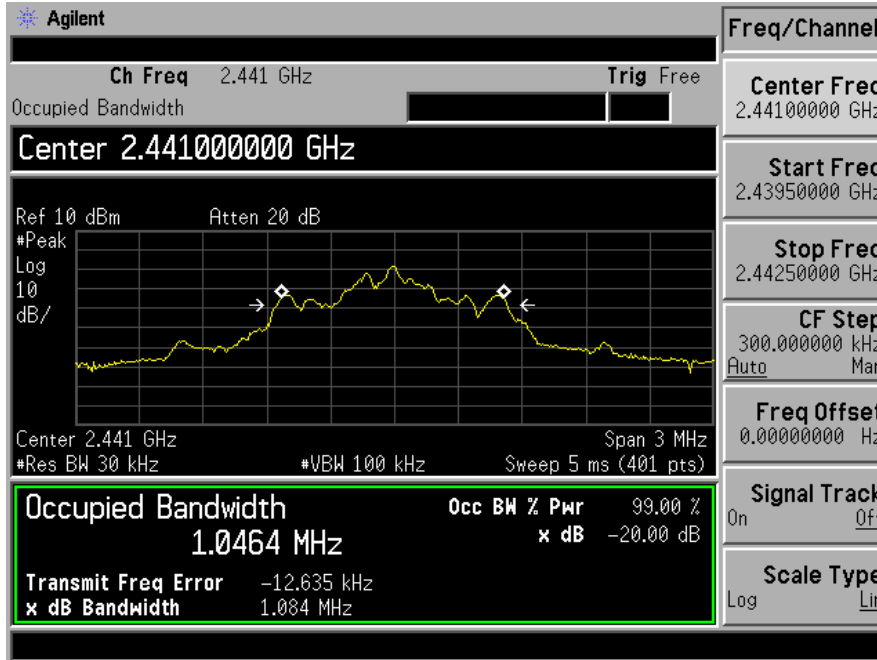 Agilent
Freq/Channel
Ch Freq 2.441 GHz Trig Free
Occupied Bandwidth
Center 2.441000000 GHz
Ref 10 dBm Atten 20 dB
#Peak
Log
10
dB/
Center 2.441 GHz Span 3 MHz
#Res BW 30 kHz #VBW 100 kHz Sweep 5 ms (401 pts)
Occupied Bandwidth
1.0464 MHz
Occ BW % Pwr 99.00 %
x dB -20.00 dB
Transmit Freq Error -12.635 kHz
x dB Bandwidth 1.084 MHz
Center Freq
2.44100000 GHz
Start Freq
2.43950000 GHz
Stop Freq
2.44250000 GHz
CF Step
300.000000 kHz
Auto Man
Freq Offset
0.00000000 Hz
Signal Track
On Off
Scale Type
Log Lin